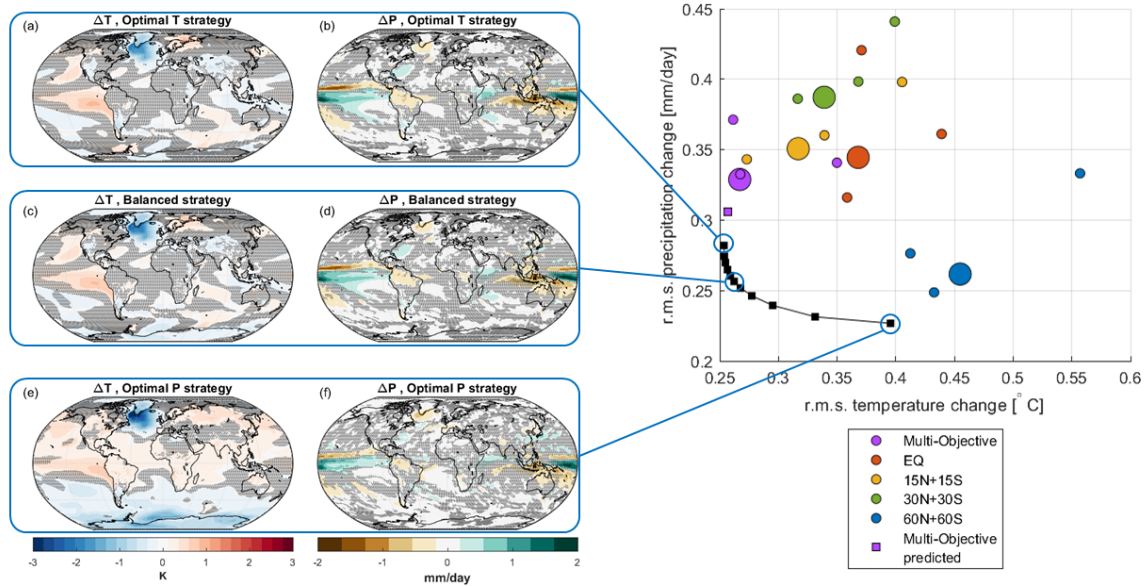 (a)
ΔT , Optimal T strategy
(b)
ΔP , Optimal T strategy
(c)
ΔT , Balanced strategy
(d)
ΔP , Balanced strategy
(e)
ΔT , Optimal P strategy
(f)
ΔP , Optimal P strategy
-3 -2 -1 0 1 2 3
K
-2 -1 0 1 2
mm/day
r.m.s. precipitation change [mm/day]
0.45
0.4
0.35
0.3
0.25
0.2
0.25 0.3 0.35 0.4 0.45 0.5 0.55 0.6
r.m.s. temperature change [° C]
Multi-Objective
EQ
15N+15S
30N+30S
60N+60S
Multi-Objective
predicted